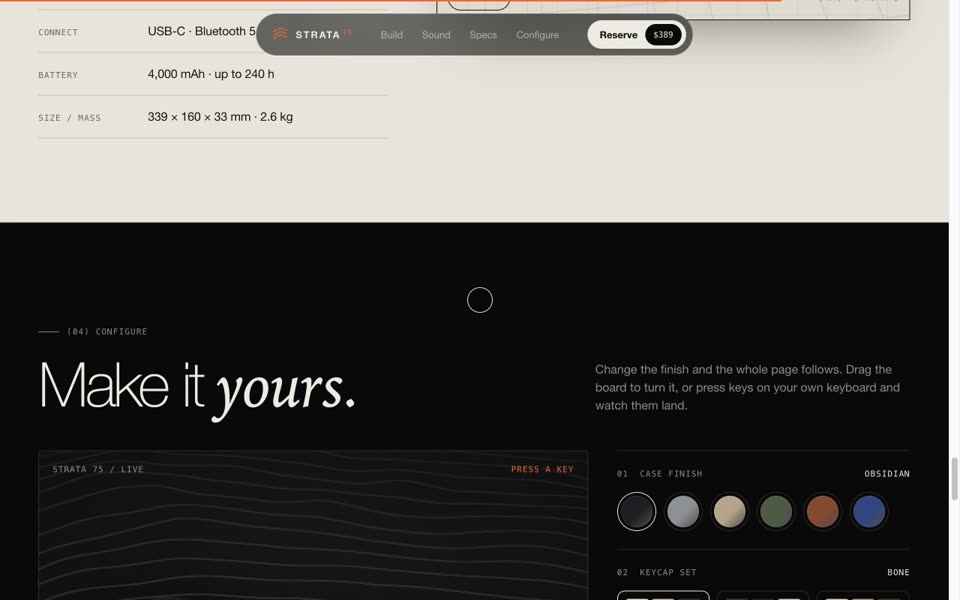 CONNECT
USB-C · Bluetooth 5
STRATA
Build
Sound
Specs
Configure
Reserve
$389
BATTERY
4,000 mAh · up to 240 h
SIZE / MASS
339 × 160 × 33 mm · 2.6 kg
(04) CONFIGURE
Make it yours.
Change the finish and the whole page follows. Drag the
board to turn it, or press keys on your own keyboard and
watch them land.
STRATA 75 / LIVE
PRESS A KEY
01 CASE FINISH
OBSIDIAN
02 KEYCAP SET
BONE